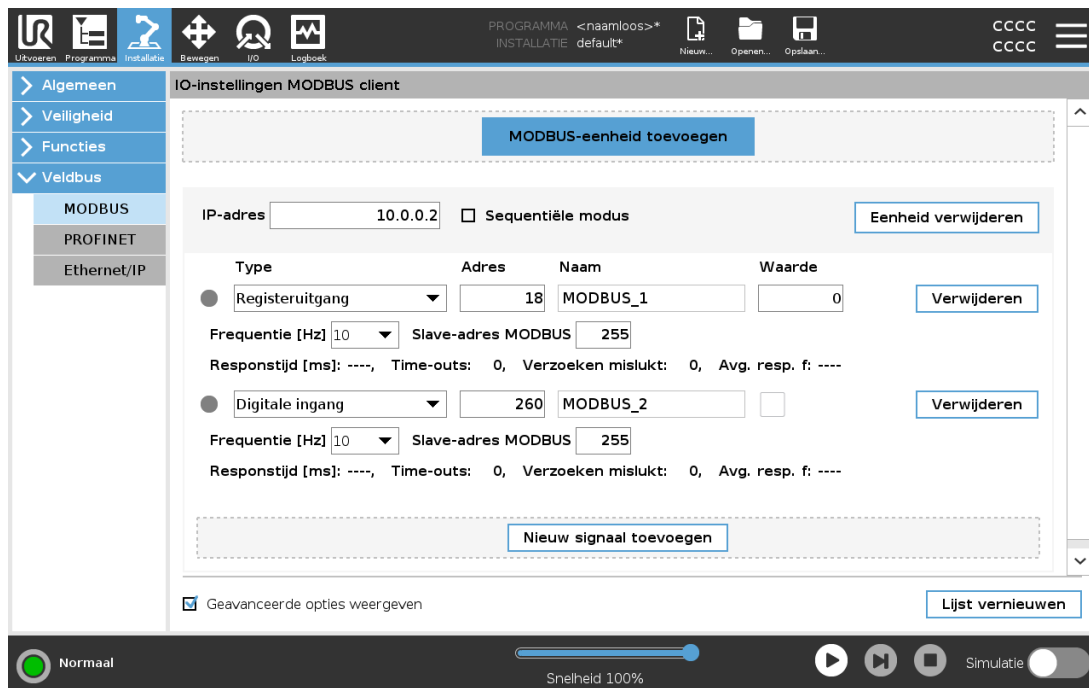 PROGRAMMA <naamloos>*
INSTALLATIE default*
CCCC
CCCC
Uitvoeren Programma Installatie Bewegen I/O Logboek Nieuw... Openen... Opslaan...
Algemeen
Veiligheid
Functies
Veldbus
MODBUS
PROFINET
Ethernet/IP
IO-instellingen MODBUS client
MODBUS-eenheid toevoegen
IP-adres 10.0.0.2 Sequentiële modus Eenheid verwijderen
Type Adres Naam Waarde
Registeruitgang 18 MODBUS_1 0 Verwijderen
Frequentie [Hz] 10 Slave-adres MODBUS 255
Responstijd [ms]: ----, Time-outs: 0, Verzoeken mislukt: 0, Avg. resp. f: ----
Digitale ingang 260 MODBUS_2 Verwijderen
Frequentie [Hz] 10 Slave-adres MODBUS 255
Responstijd [ms]: ----, Time-outs: 0, Verzoeken mislukt: 0, Avg. resp. f: ----
Nieuw signaal toevoegen
Geavanceerde opties weergeven Lijst vernieuwen
Normaal
Snelheid 100%
Simulatie